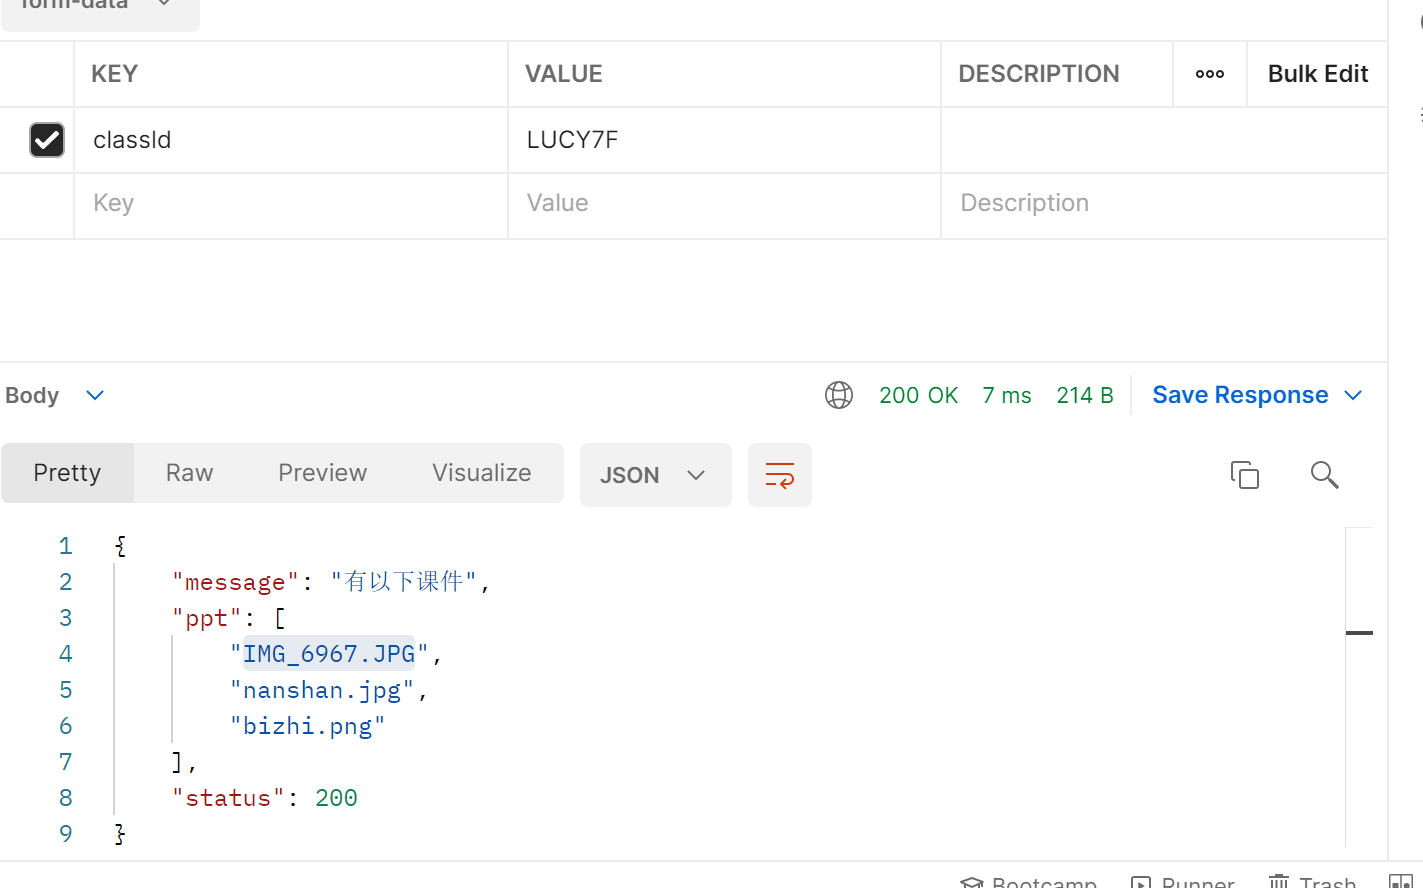 form-data
KEY VALUE DESCRIPTION ooo Bulk Edit
classId LUCY7F
Key Value Description
Body 200 OK 7 ms 214 B Save Response
Pretty Raw Preview Visualize JSON
1 {
2 "message": "有以下课件",
3 "ppt": [
4 "IMG_6967.JPG",
5 "nanshan.jpg",
6 "bizhi.png"
7 ],
8 "status": 200
9 }
Bootcamp Runner Trash